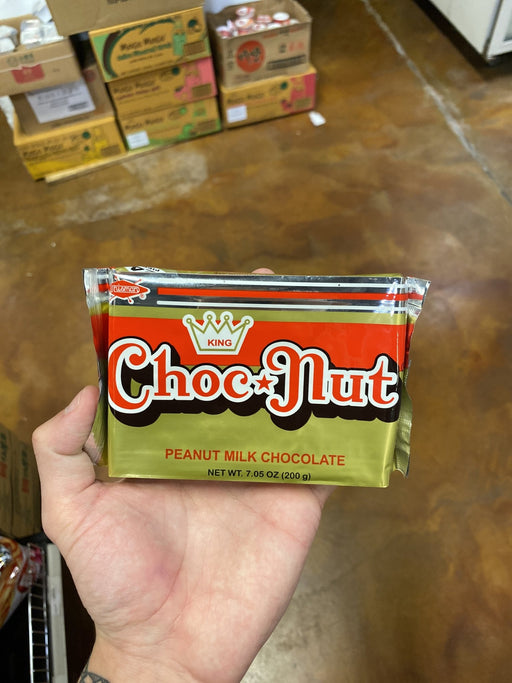 KING
Choc★Nut
PEANUT MILK CHOCOLATE
NET WT. 7.05 OZ (200 g)